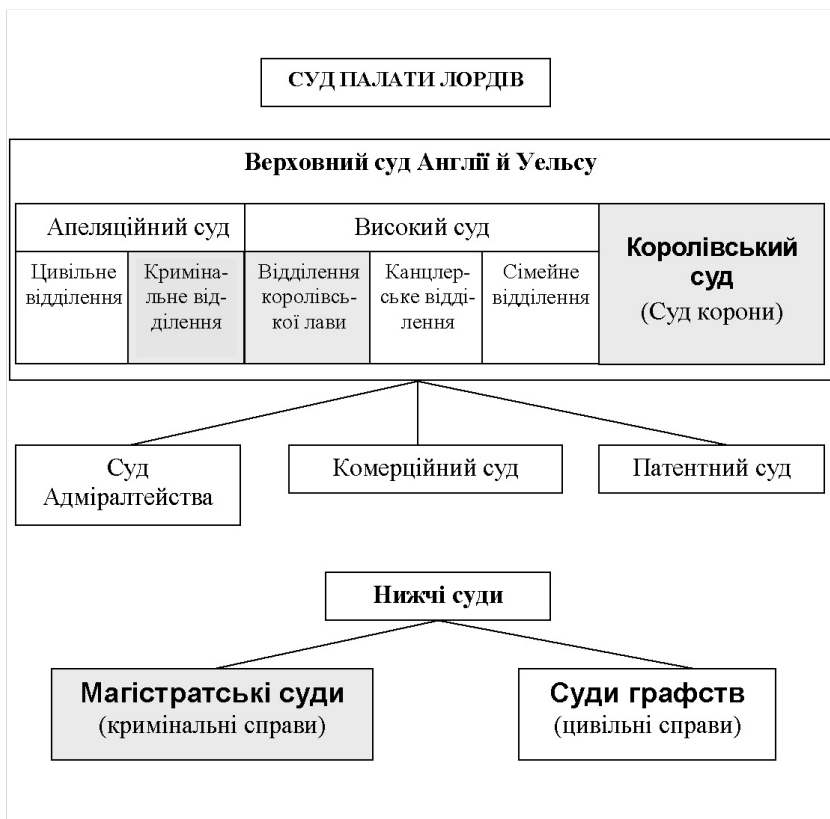 СУД ПАЛАТИ ЛОРДІВ
Верховний суд Англії й Уельсу
Апеляційний суд
Високий суд
Королівський
суд
(Суд корони)
Цивільне
відділення
Криміна-
льне від-
ділення
Відділення
королівсь-
кої лави
Канцлер-
ське відді-
лення
Сімейне
відділення
Суд
Адміралтейства
Комерційний суд
Патентний суд
Нижчі суди
Магістратські суди
(кримінальні справи)
Суди графств
(цивільні справи)